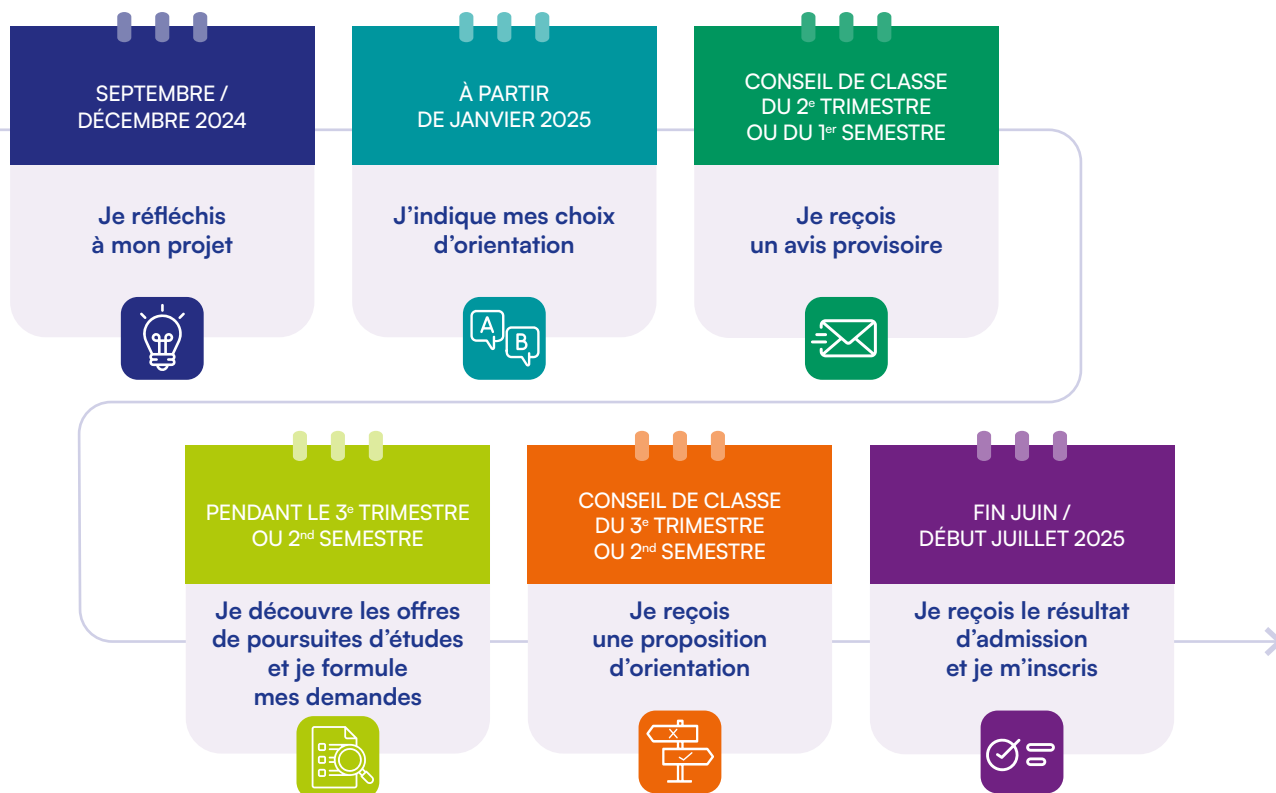 SEPTEMBRE /
DÉCEMBRE 2024
Je réfléchis
à mon projet
À PARTIR
DE JANVIER 2025
J’indique mes choix
d’orientation
A
B
CONSEIL DE CLASSE
DU 2e TRIMESTRE
OU DU 1er SEMESTRE
Je reçois
un avis provisoire
PENDANT LE 3e TRIMESTRE
OU 2nd SEMESTRE
Je découvre les offres
de poursuites d’études
et je formule
mes demandes
CONSEIL DE CLASSE
DU 3e TRIMESTRE
OU 2nd SEMESTRE
Je reçois
une proposition
d’orientation
FIN JUIN /
DÉBUT JUILLET 2025
Je reçois le résultat
d’admission
et je m’inscris